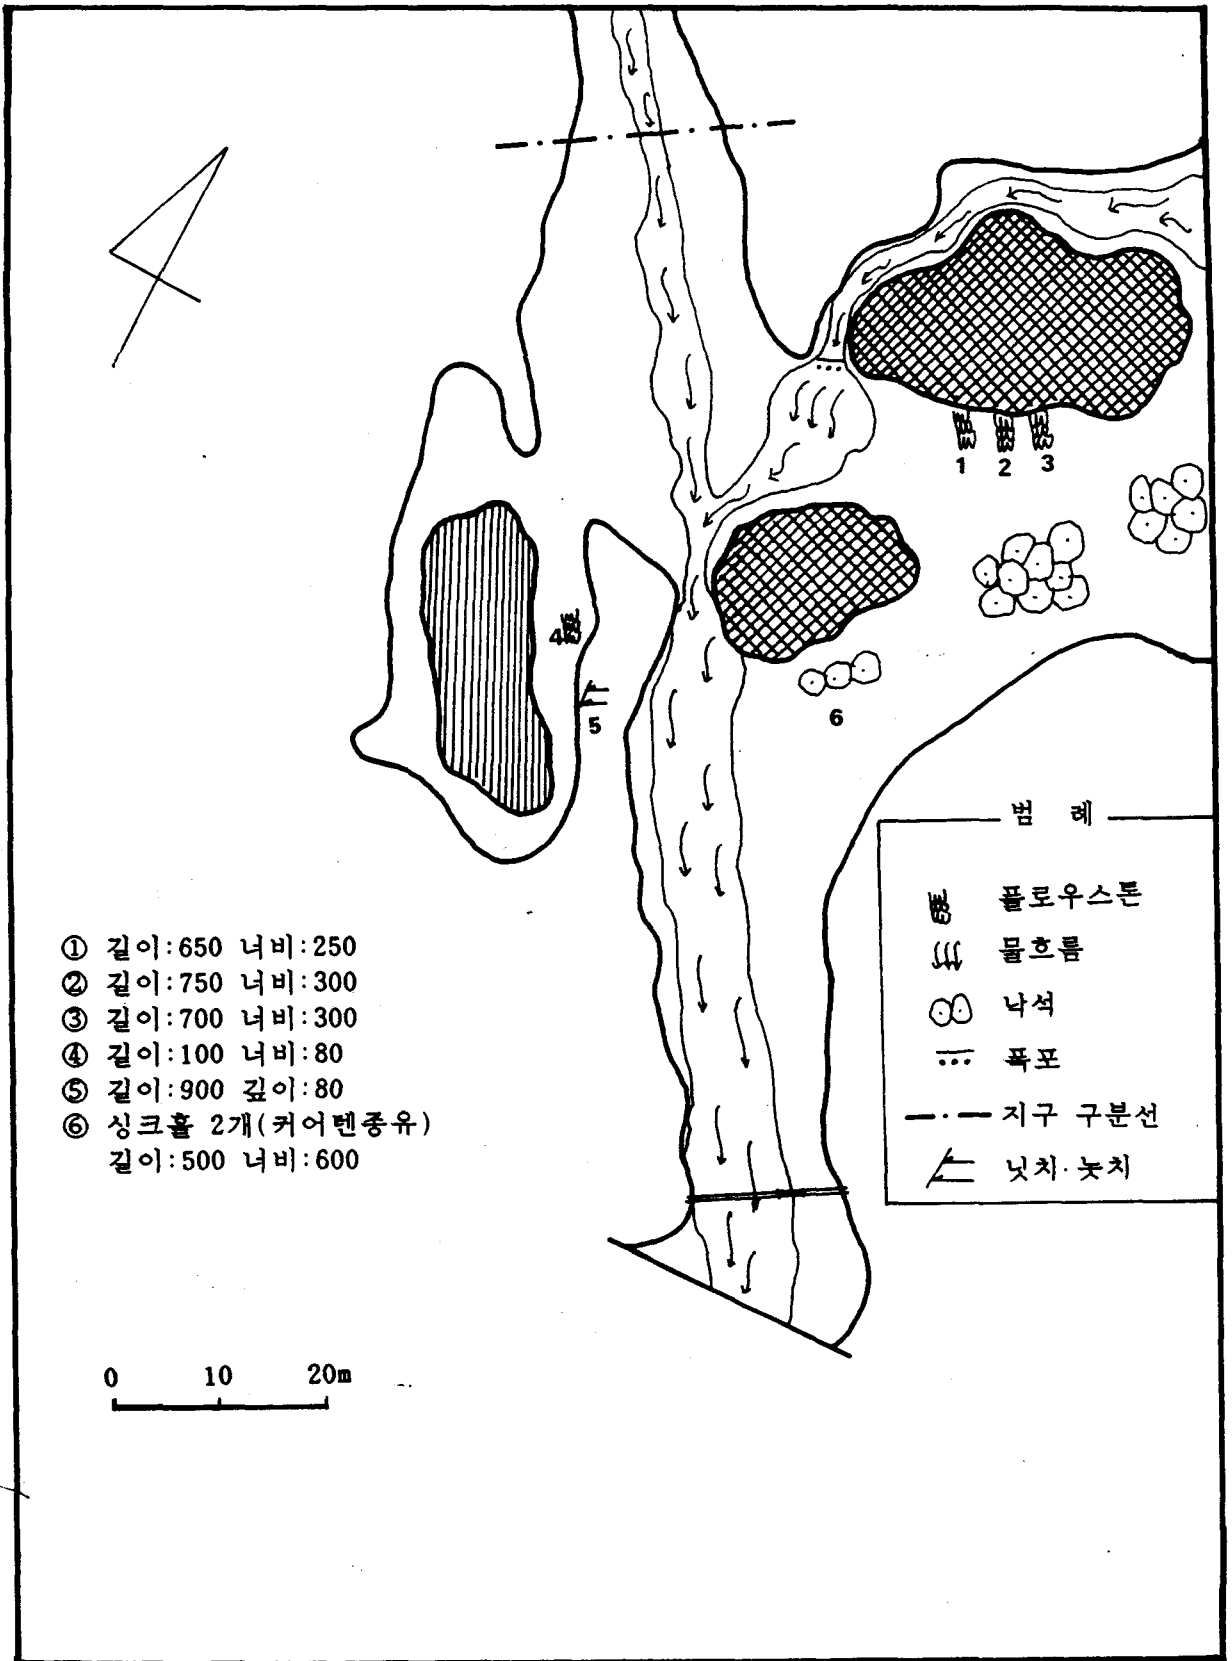 1 2 3
4
5
6
범 례
플로우스톤
물흐름
낙석
폭포
지구 구분선
닛치·놋치
① 길이:650 너비:250
② 길이:750 너비:300
③ 길이:700 너비:300
④ 길이:100 너비:80
⑤ 길이:900 깊이:80
⑥ 싱크홀 2개(커어텐종유)
길이:500 너비:600
0 10 20m